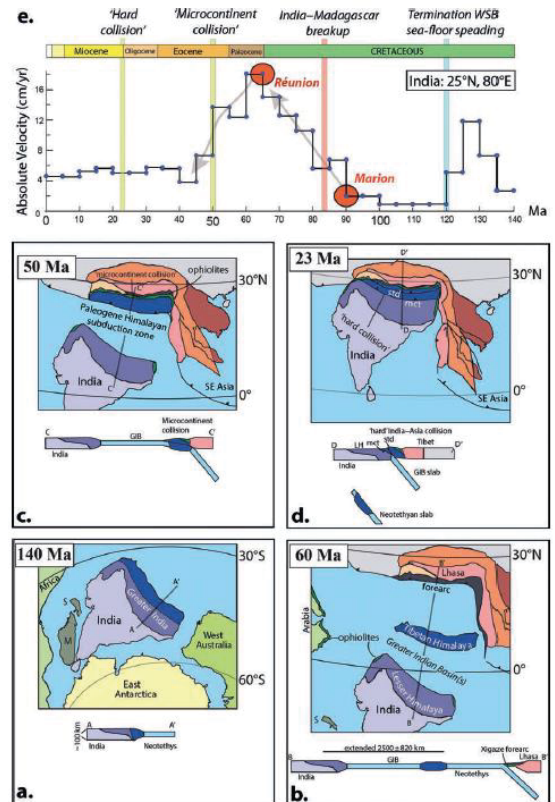 e.
'Hard collision'
'Microcontinent collision'
India–Madagascar breakup
Termination WSB sea-floor speading
Miocene
Oligocene
Eocene
Paleocene
CRETACEOUS
Absolute Velocity (cm/yr)
16
12
8
4
0
Réunion
Marion
India: 25°N, 80°E
0 10 20 30 40 50 60 70 80 90 100 110 120 130 140 Ma
50 Ma
'microcontinent collision'
ophiolites
C'
30°N
Paleogene Himalayan
subduction zone
India
C
SE Asia
0°
C
India
GIB
Microcontinent
collision
C'
c.
23 Ma
D'
30°N
std
mct
D
'hard collision'
India
SE Asia
0°
'hard' India–Asia collision
D
LH
mct
std
Tibet
D'
India
GIB slab
Neotethyan slab
d.
140 Ma
30°S
Africa
S
M
India
Greater India
A'
A
West
Australia
East
Antarctica
60°S
~100 km
A
A'
India
Neotethys
a.
60 Ma
30°N
B'
Lhasa
forearc
Arabia
Tibetan Himalaya
ophiolites
Greater Indian Basin(s)
0°
Lesser Himalaya
India
B
S
extended 2500 ± 820 km
Xigaze forearc
B
GIB
Neotethys
Lhasa
B'
India
b.